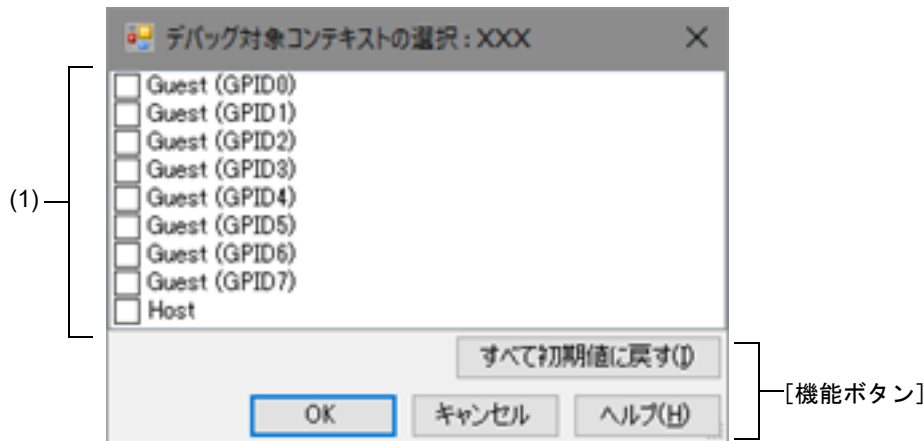 デバッグ対象コンテキストの選択:XXX
Guest (GPID0)
Guest (GPID1)
Guest (GPID2)
Guest (GPID3)
Guest (GPID4)
Guest (GPID5)
Guest (GPID6)
Guest (GPID7)
Host
(1)
すべて初期値に戻す(I)
[機能ボタン]
OK
キャンセル
ヘルプ(H)